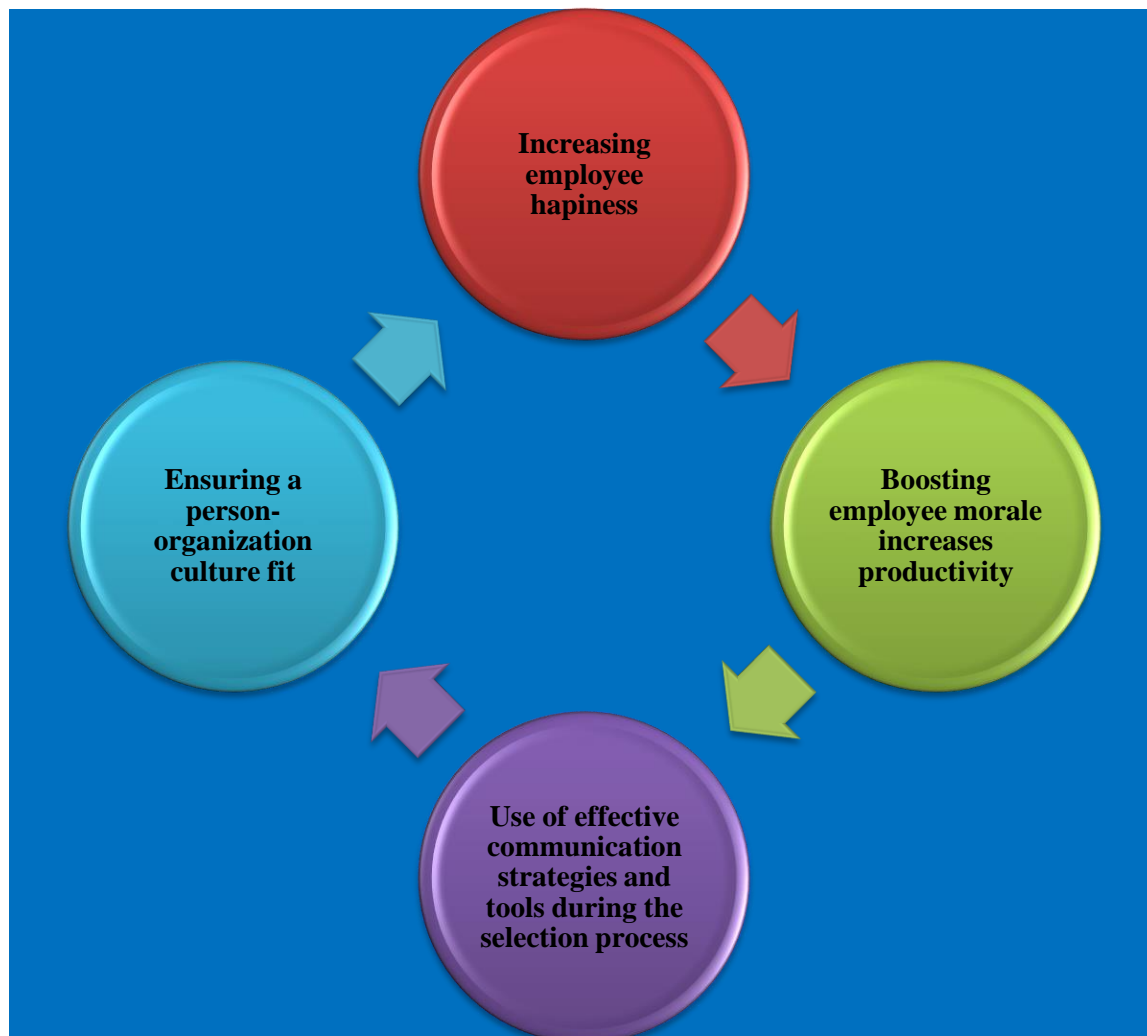 Increasing
employee
hapiness
Ensuring a
person-
organization
culture fit
Boosting
employee morale
increases
productivity
Use of effective
communication
strategies and
tools during the
selection process